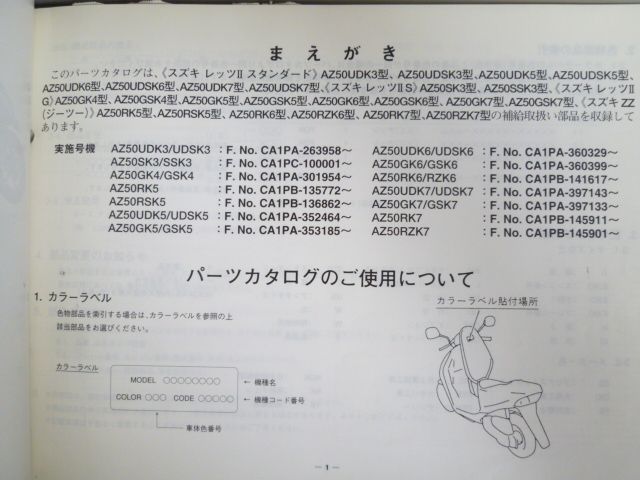 まえがき
このパーツカタログは、《スズキ レッツⅡ スタンダード》AZ50UDK3型、AZ50UDSK3型、AZ50UDK5型、AZ50UDSK5型、
AZ50UDK6型、AZ50UDSK6型、AZ50UDK7型、AZ50UDSK7型、《スズキ レッツⅡS》AZ50SK3型、AZ50SSK3型、《スズキ レッツⅡ
G》AZ50GK4型、AZ50GSK4型、AZ50GK5型、AZ50GSK5型、AZ50GK6型、AZ50GSK6型、AZ50GK7型、AZ50GSK7型、《スズキ ZZ
(ジーツー)》AZ50RK5型、AZ50RSK5型、AZ50RK6型、AZ50RZK6型、AZ50RK7型、AZ50RZK7型の補給取扱い部品を収録して
あります。
実施号機 AZ50UDK3/UDSK3 : F. No. CA1PA-263958〜 AZ50UDK6/UDSK6 : F. No. CA1PA-360329〜
AZ50SK3/SSK3 : F. No. CA1PC-100001〜 AZ50GK6/GSK6 : F. No. CA1PA-360399〜
AZ50GK4/GSK4 : F. No. CA1PA-301954〜 AZ50RK6/RZK6 : F. No. CA1PB-141617〜
AZ50RK5 : F. No. CA1PB-135772〜 AZ50UDK7/UDSK7 : F. No. CA1PA-397143〜
AZ50RSK5 : F. No. CA1PB-136862〜 AZ50GK7/GSK7 : F. No. CA1PA-397133〜
AZ50UDK5/UDSK5 : F. No. CA1PA-352464〜 AZ50RK7 : F. No. CA1PB-145911〜
AZ50GK5/GSK5 : F. No. CA1PA-353185〜 AZ50RZK7 : F. No. CA1PB-145901〜
パーツカタログのご使用について
1. カラーラベル
色物部品を索引する場合は、カラーラベルを参照の上
該当部品をお選びください。
カラーラベル貼付場所
カラーラベル
MODEL ○○○○○○○○ ← 機種名
COLOR ○○○ CODE ○○○○○ ← 機種コード番号
車体色番号
— 1 —